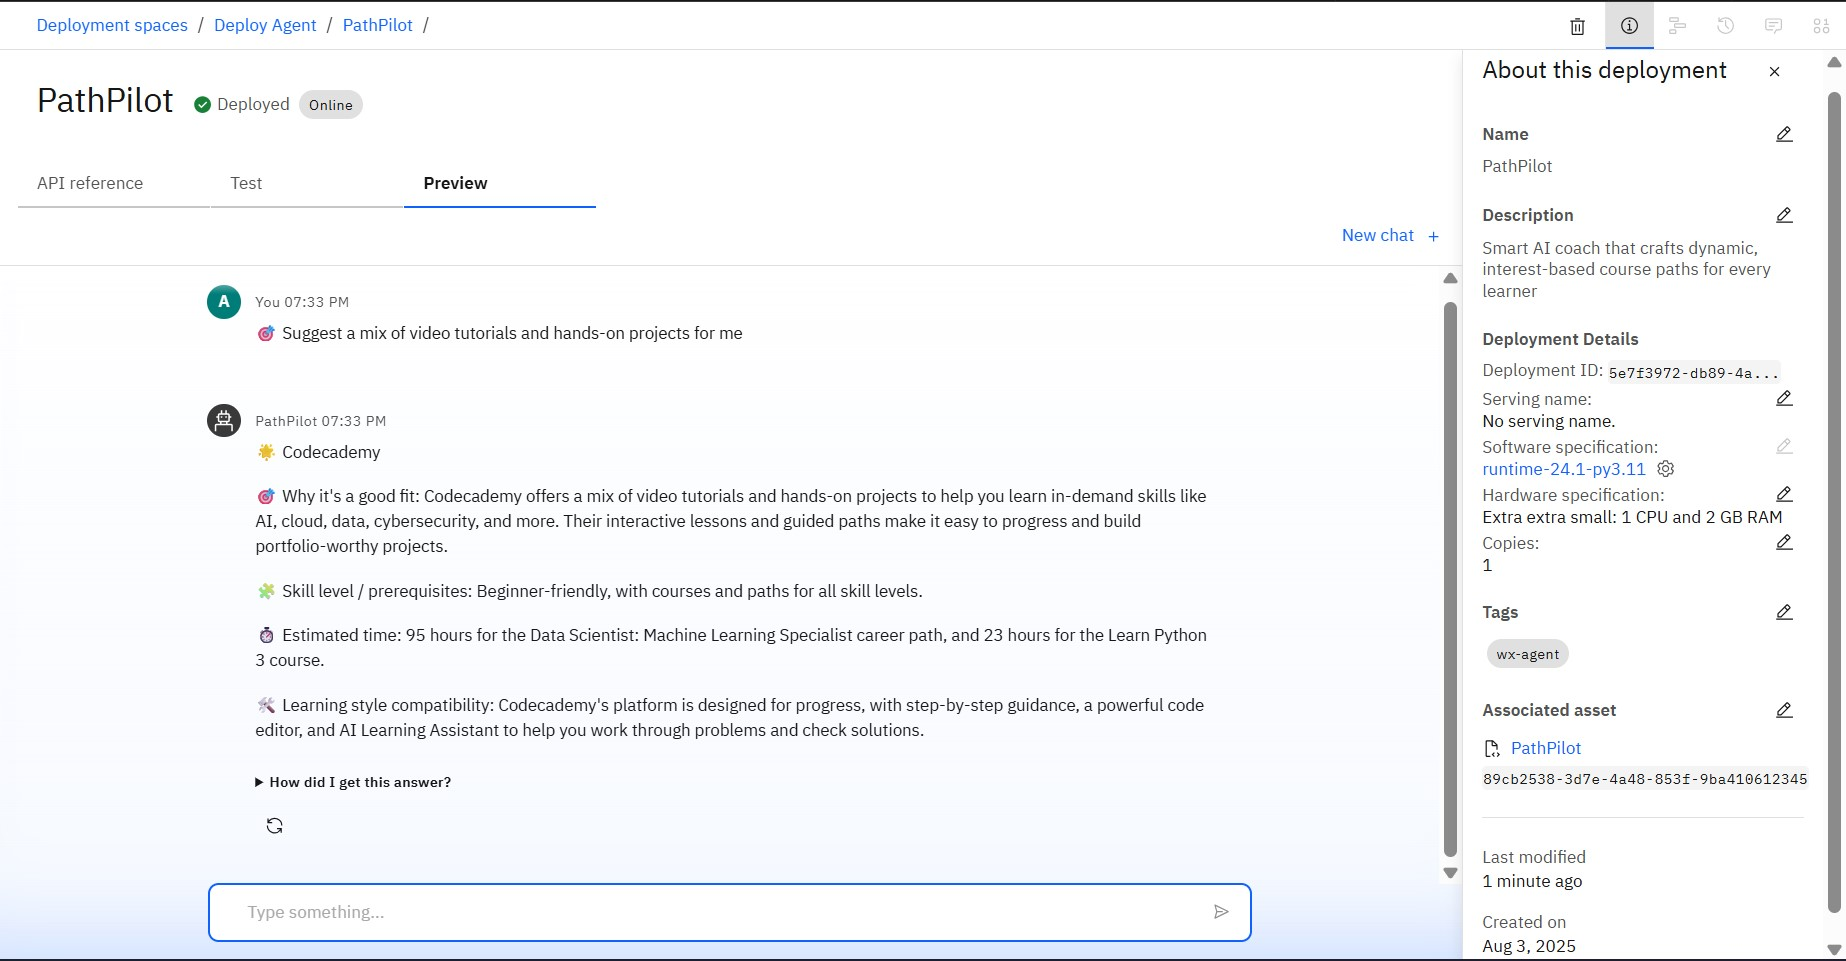 Deployment spaces / Deploy Agent / PathPilot /
PathPilot Deployed Online
API reference Test Preview
New chat +
A You 07:33 PM
🎯 Suggest a mix of video tutorials and hands-on projects for me
PathPilot 07:33 PM
🌟 Codecademy
🎯 Why it's a good fit: Codecademy offers a mix of video tutorials and hands-on projects to help you learn in-demand skills like
AI, cloud, data, cybersecurity, and more. Their interactive lessons and guided paths make it easy to progress and build
portfolio-worthy projects.
🧩 Skill level / prerequisites: Beginner-friendly, with courses and paths for all skill levels.
⏱ Estimated time: 95 hours for the Data Scientist: Machine Learning Specialist career path, and 23 hours for the Learn Python
3 course.
🛠 Learning style compatibility: Codecademy's platform is designed for progress, with step-by-step guidance, a powerful code
editor, and AI Learning Assistant to help you work through problems and check solutions.
How did I get this answer?
Type something...
About this deployment
Name
PathPilot
Description
Smart AI coach that crafts dynamic,
interest-based course paths for every
learner
Deployment Details
Deployment ID: 5e7f3972-db89-4a...
Serving name:
No serving name.
Software specification:
runtime-24.1-py3.11
Hardware specification:
Extra extra small: 1 CPU and 2 GB RAM
Copies:
1
Tags
wx-agent
Associated asset
PathPilot
89cb2538-3d7e-4a48-853f-9ba410612345
Last modified
1 minute ago
Created on
Aug 3, 2025